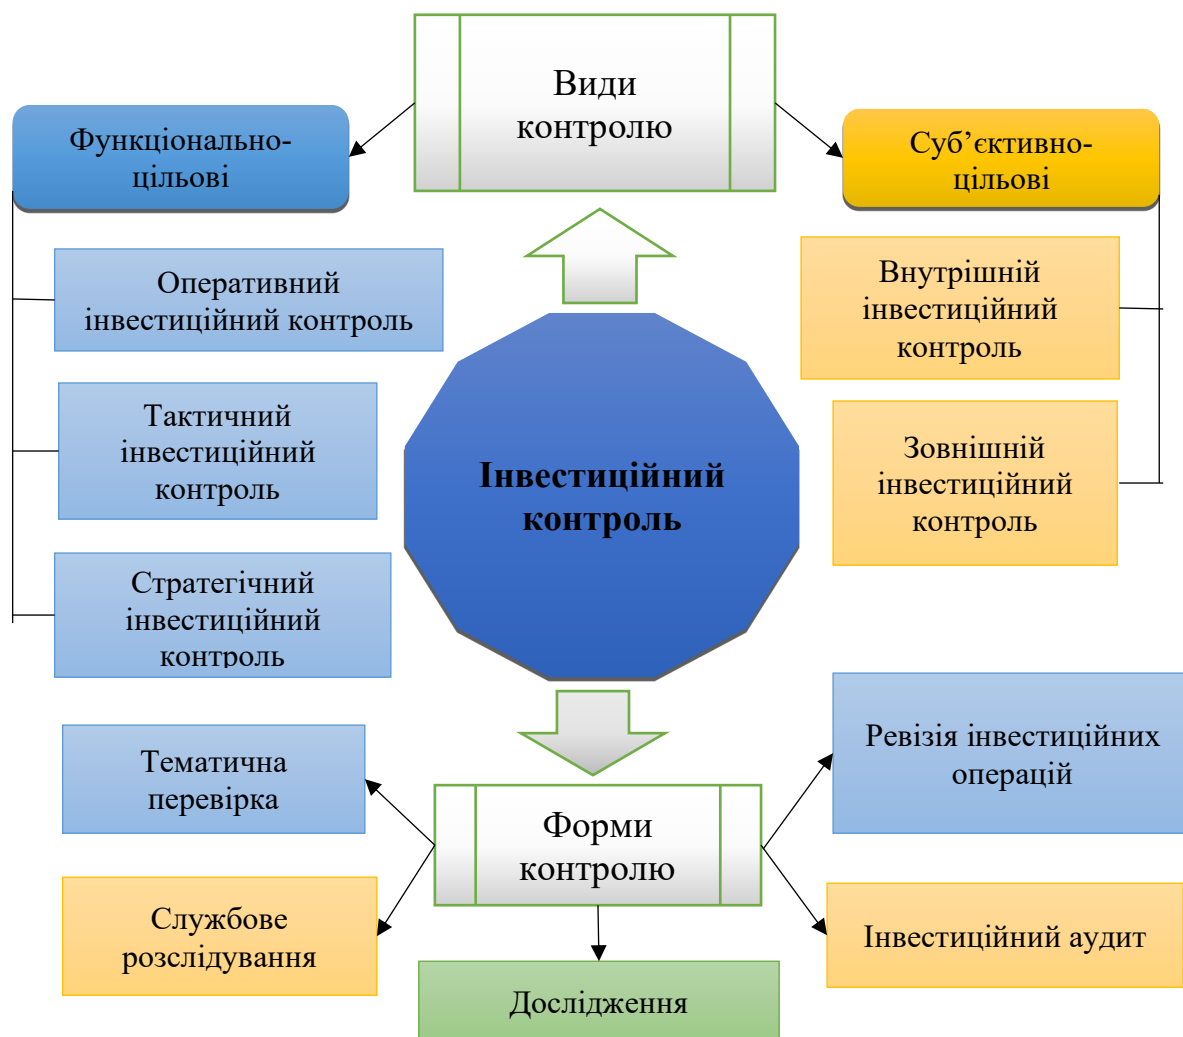 Види
контролю
Функціонально-
цільові
Суб’єктивно-
цільові
Оперативний
інвестиційний контроль
Тактичний
інвестиційний
контроль
Стратегічний
інвестиційний
контроль
Внутрішній
інвестиційний
контроль
Зовнішній
інвестиційний
контроль
Інвестиційний
контроль
Форми
контролю
Тематична
перевірка
Службове
розслідування
Дослідження
Ревізія інвестиційних
операцій
Інвестиційний аудит